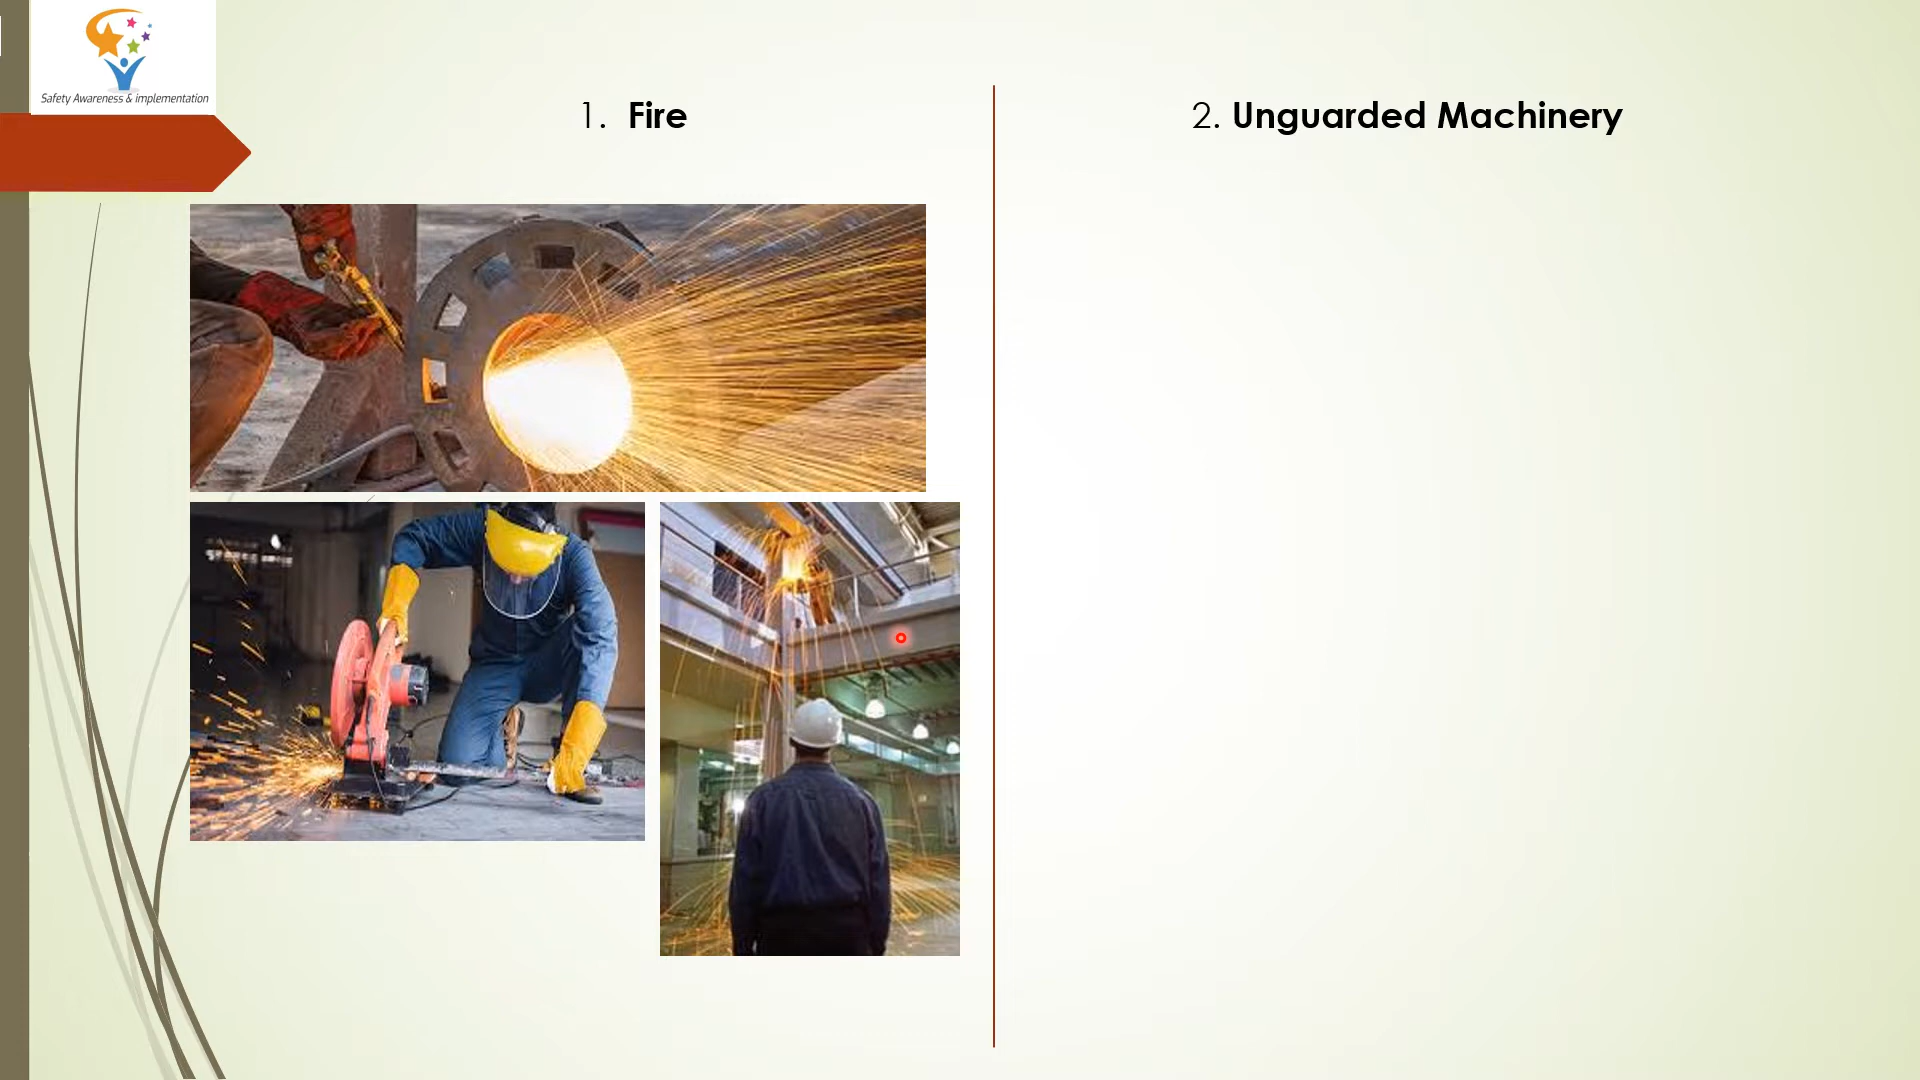 Safety Awareness & implementation
1. Fire
2. Unguarded Machinery